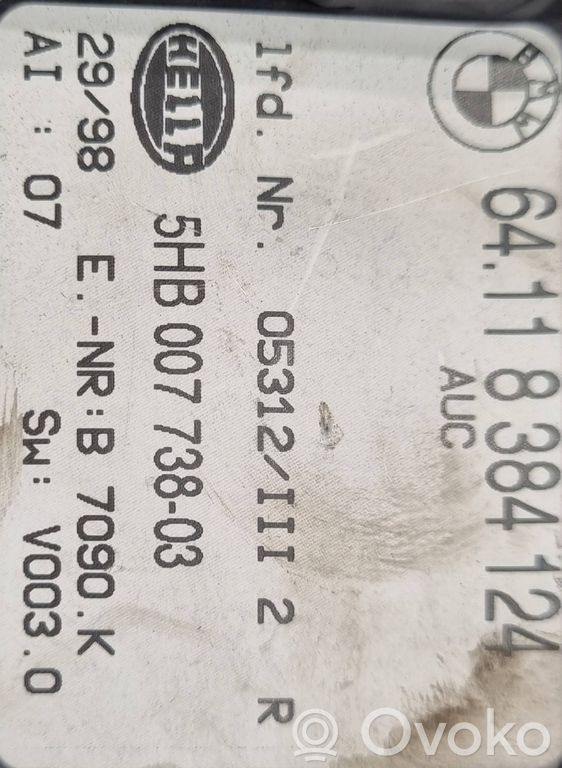 BMW 64.11 8 384 124
AUC
lfd. Nr. 05312/III 2 R
HELLA 5HB 007 738-03
29/98 E.-NR:B 7090.K
AI : 07 SW: V003.0
Ovoko